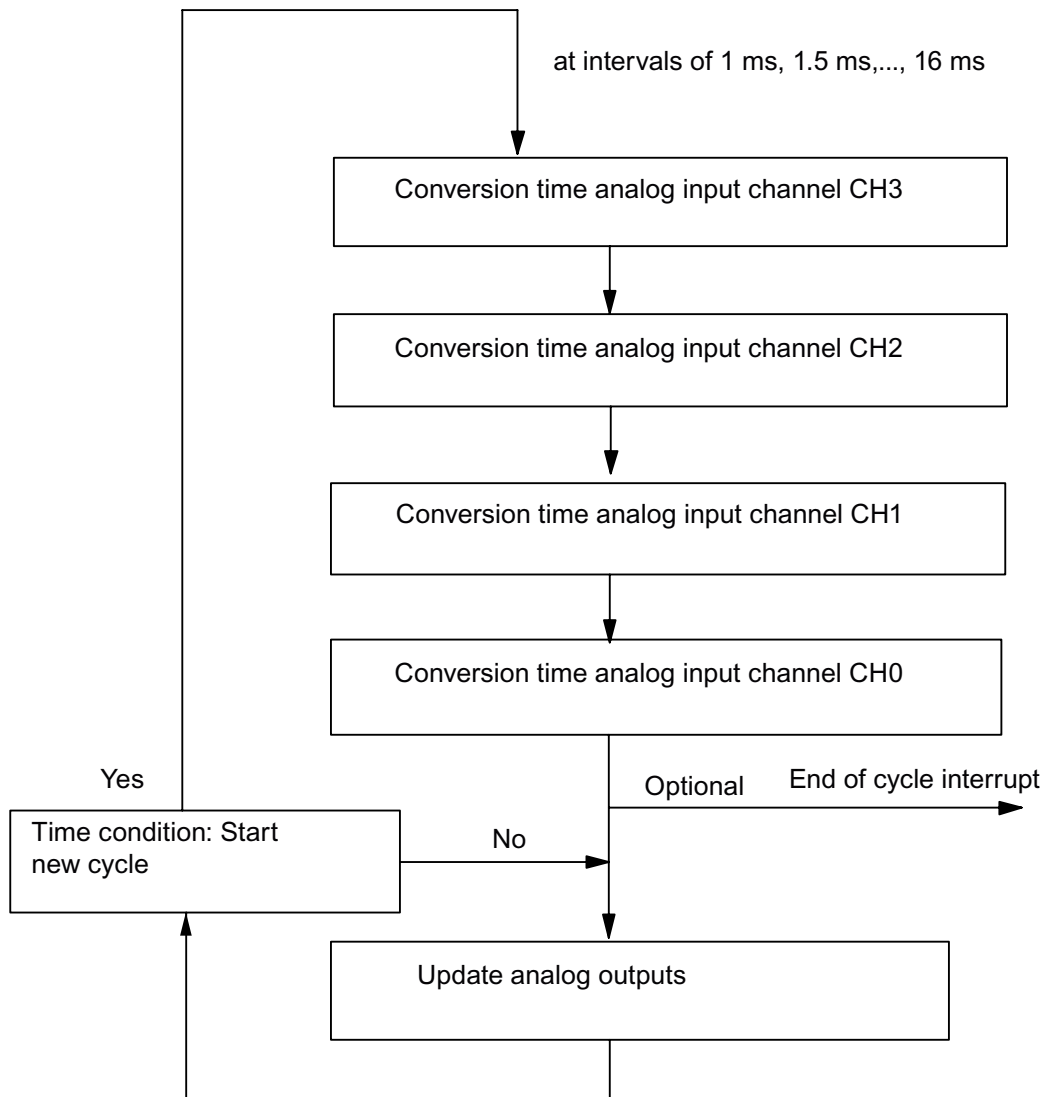 at intervals of 1 ms, 1.5 ms,..., 16 ms
Conversion time analog input channel CH3
Conversion time analog input channel CH2
Conversion time analog input channel CH1
Conversion time analog input channel CH0
Yes
Optional
End of cycle interrupt
Time condition: Start
new cycle
No
Update analog outputs